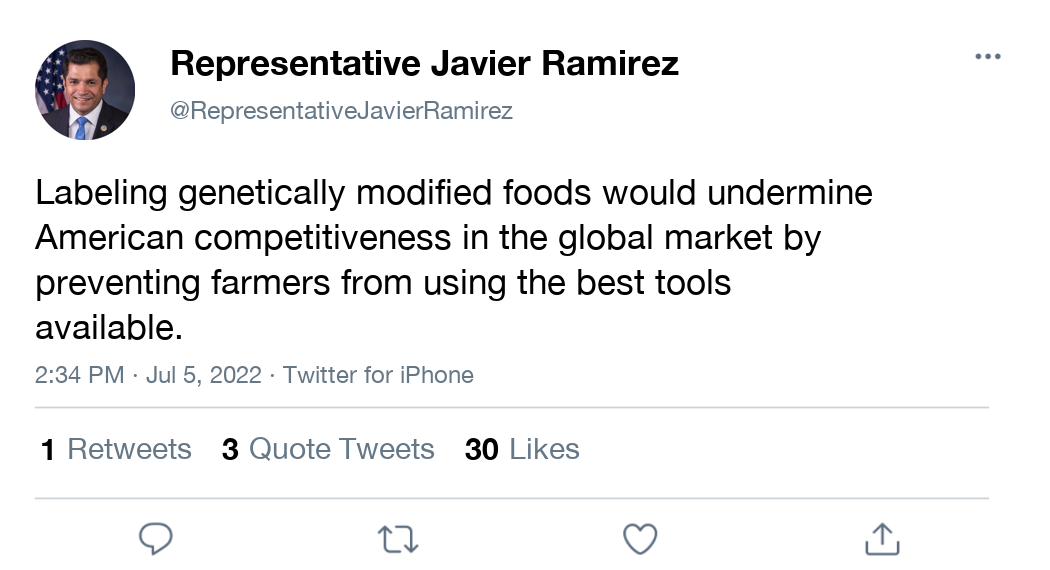 Representative Javier Ramirez
@RepresentativeJavierRamirez
Labeling genetically modified foods would undermine
American competitiveness in the global market by
preventing farmers from using the best tools
available.
2:34 PM · Jul 5, 2022 · Twitter for iPhone
1 Retweets 3 Quote Tweets 30 Likes